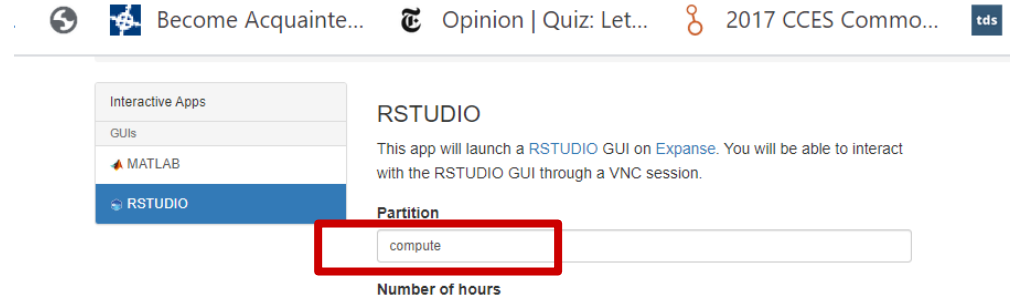 Become Acquainte... Opinion | Quiz: Let... 2017 CCES Commo... tds
Interactive Apps
GUIs
MATLAB
RSTUDIO
RSTUDIO
This app will launch a RSTUDIO GUI on Expanse. You will be able to interact
with the RSTUDIO GUI through a VNC session.
Partition
compute
Number of hours